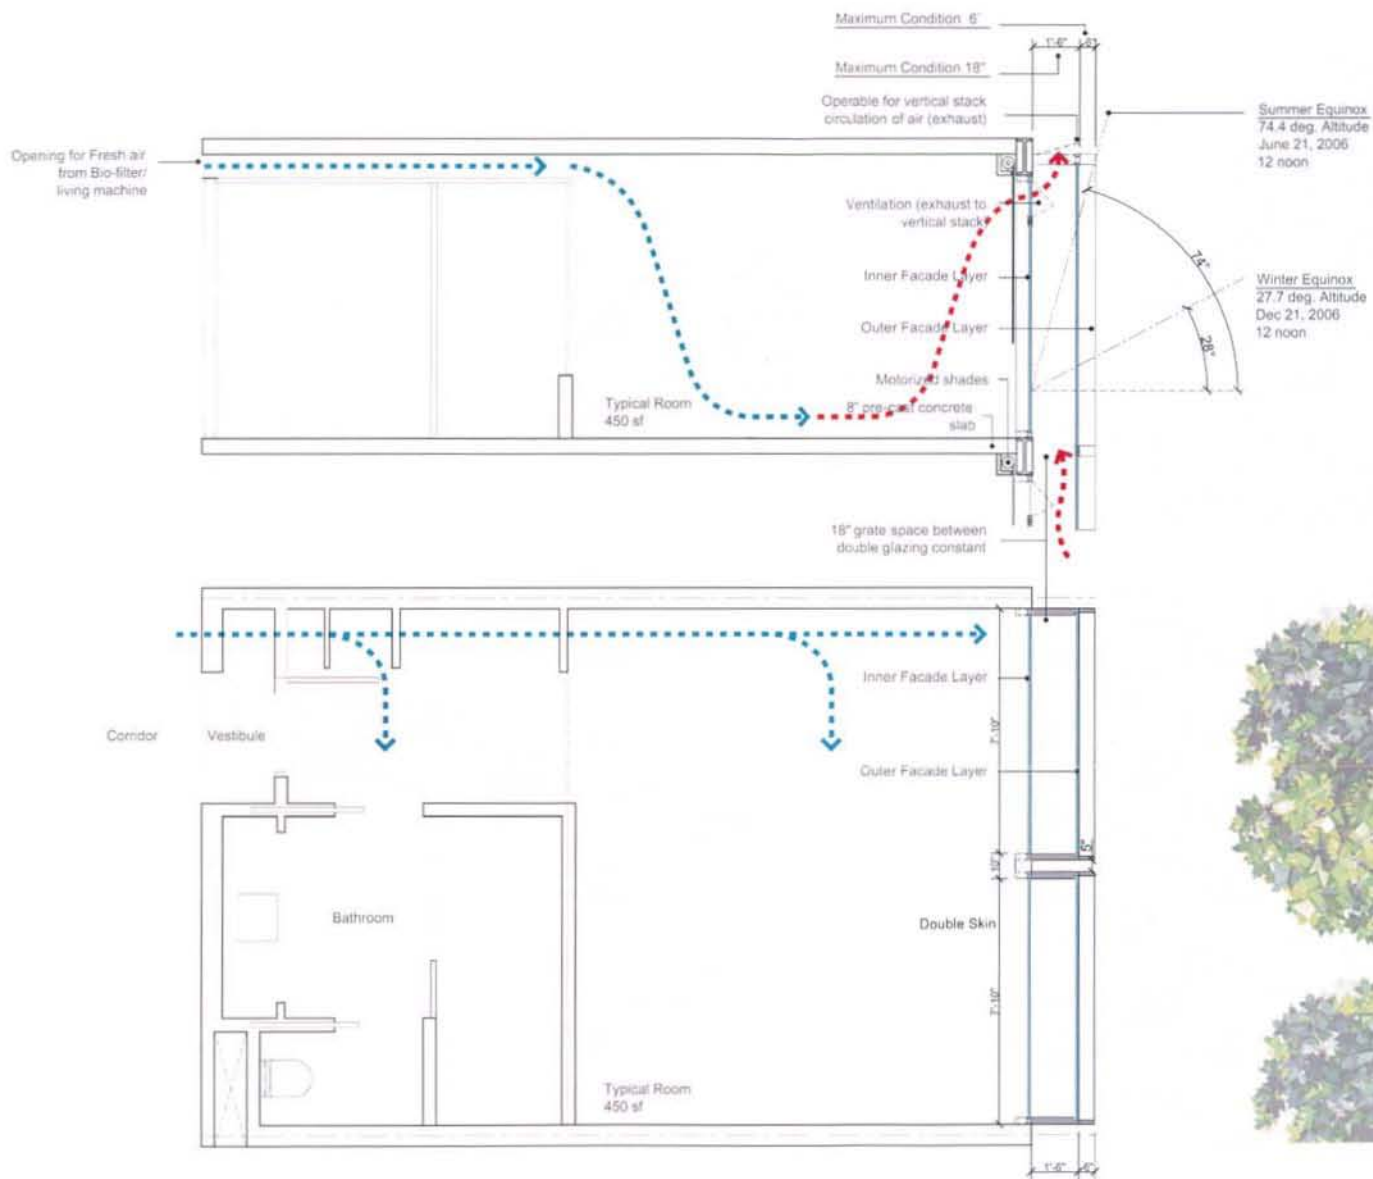 Maximum Condition 6'
1'-6"
6"
Maximum Condition 18"
Operable for vertical stack
circulation of air (exhaust)
Summer Equinox
74.4 deg. Altitude
June 21, 2006
12 noon
Opening for Fresh air
from Bio-filter/
living machine
Ventilation (exhaust to
vertical stack
74°
Inner Facade Layer
Winter Equinox
27.7 deg. Altitude
Dec 21, 2006
12 noon
Outer Facade Layer
28°
Motorized shades
Typical Room
450 sf
8" pre-cast concrete
slab
18" grate space between
double glazing constant
Inner Facade Layer
7'-10"
Corridor
Vestibule
Outer Facade Layer
5"
10"
Bathroom
Double Skin
7'-10"
Typical Room
450 sf
1'-6"
6"